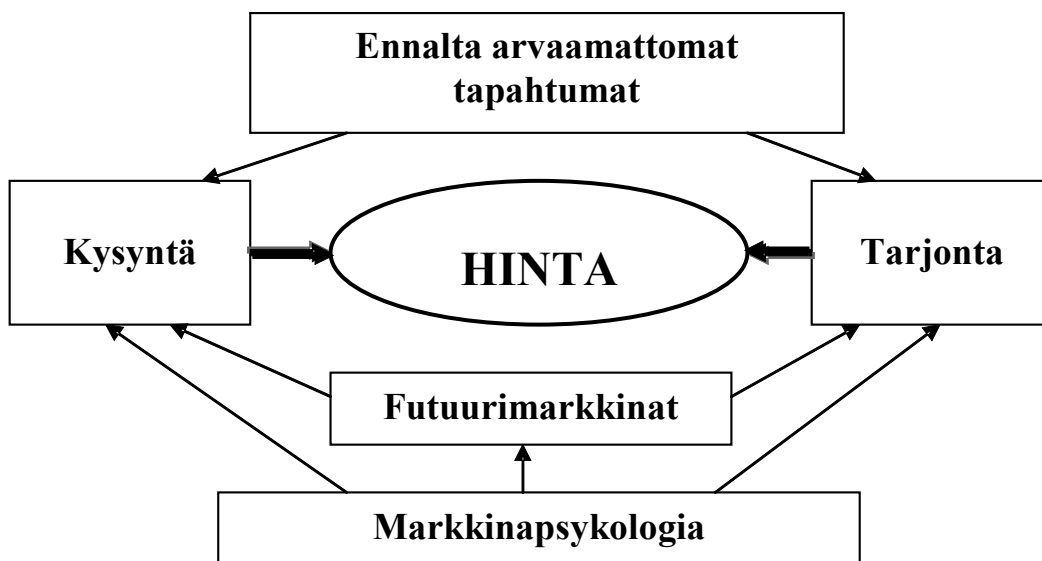 Ennalta arvaamattomat
tapahtumat
Kysyntä
HINTA
Tarjonta
Futuurimarkkinat
Markkinapsykologia